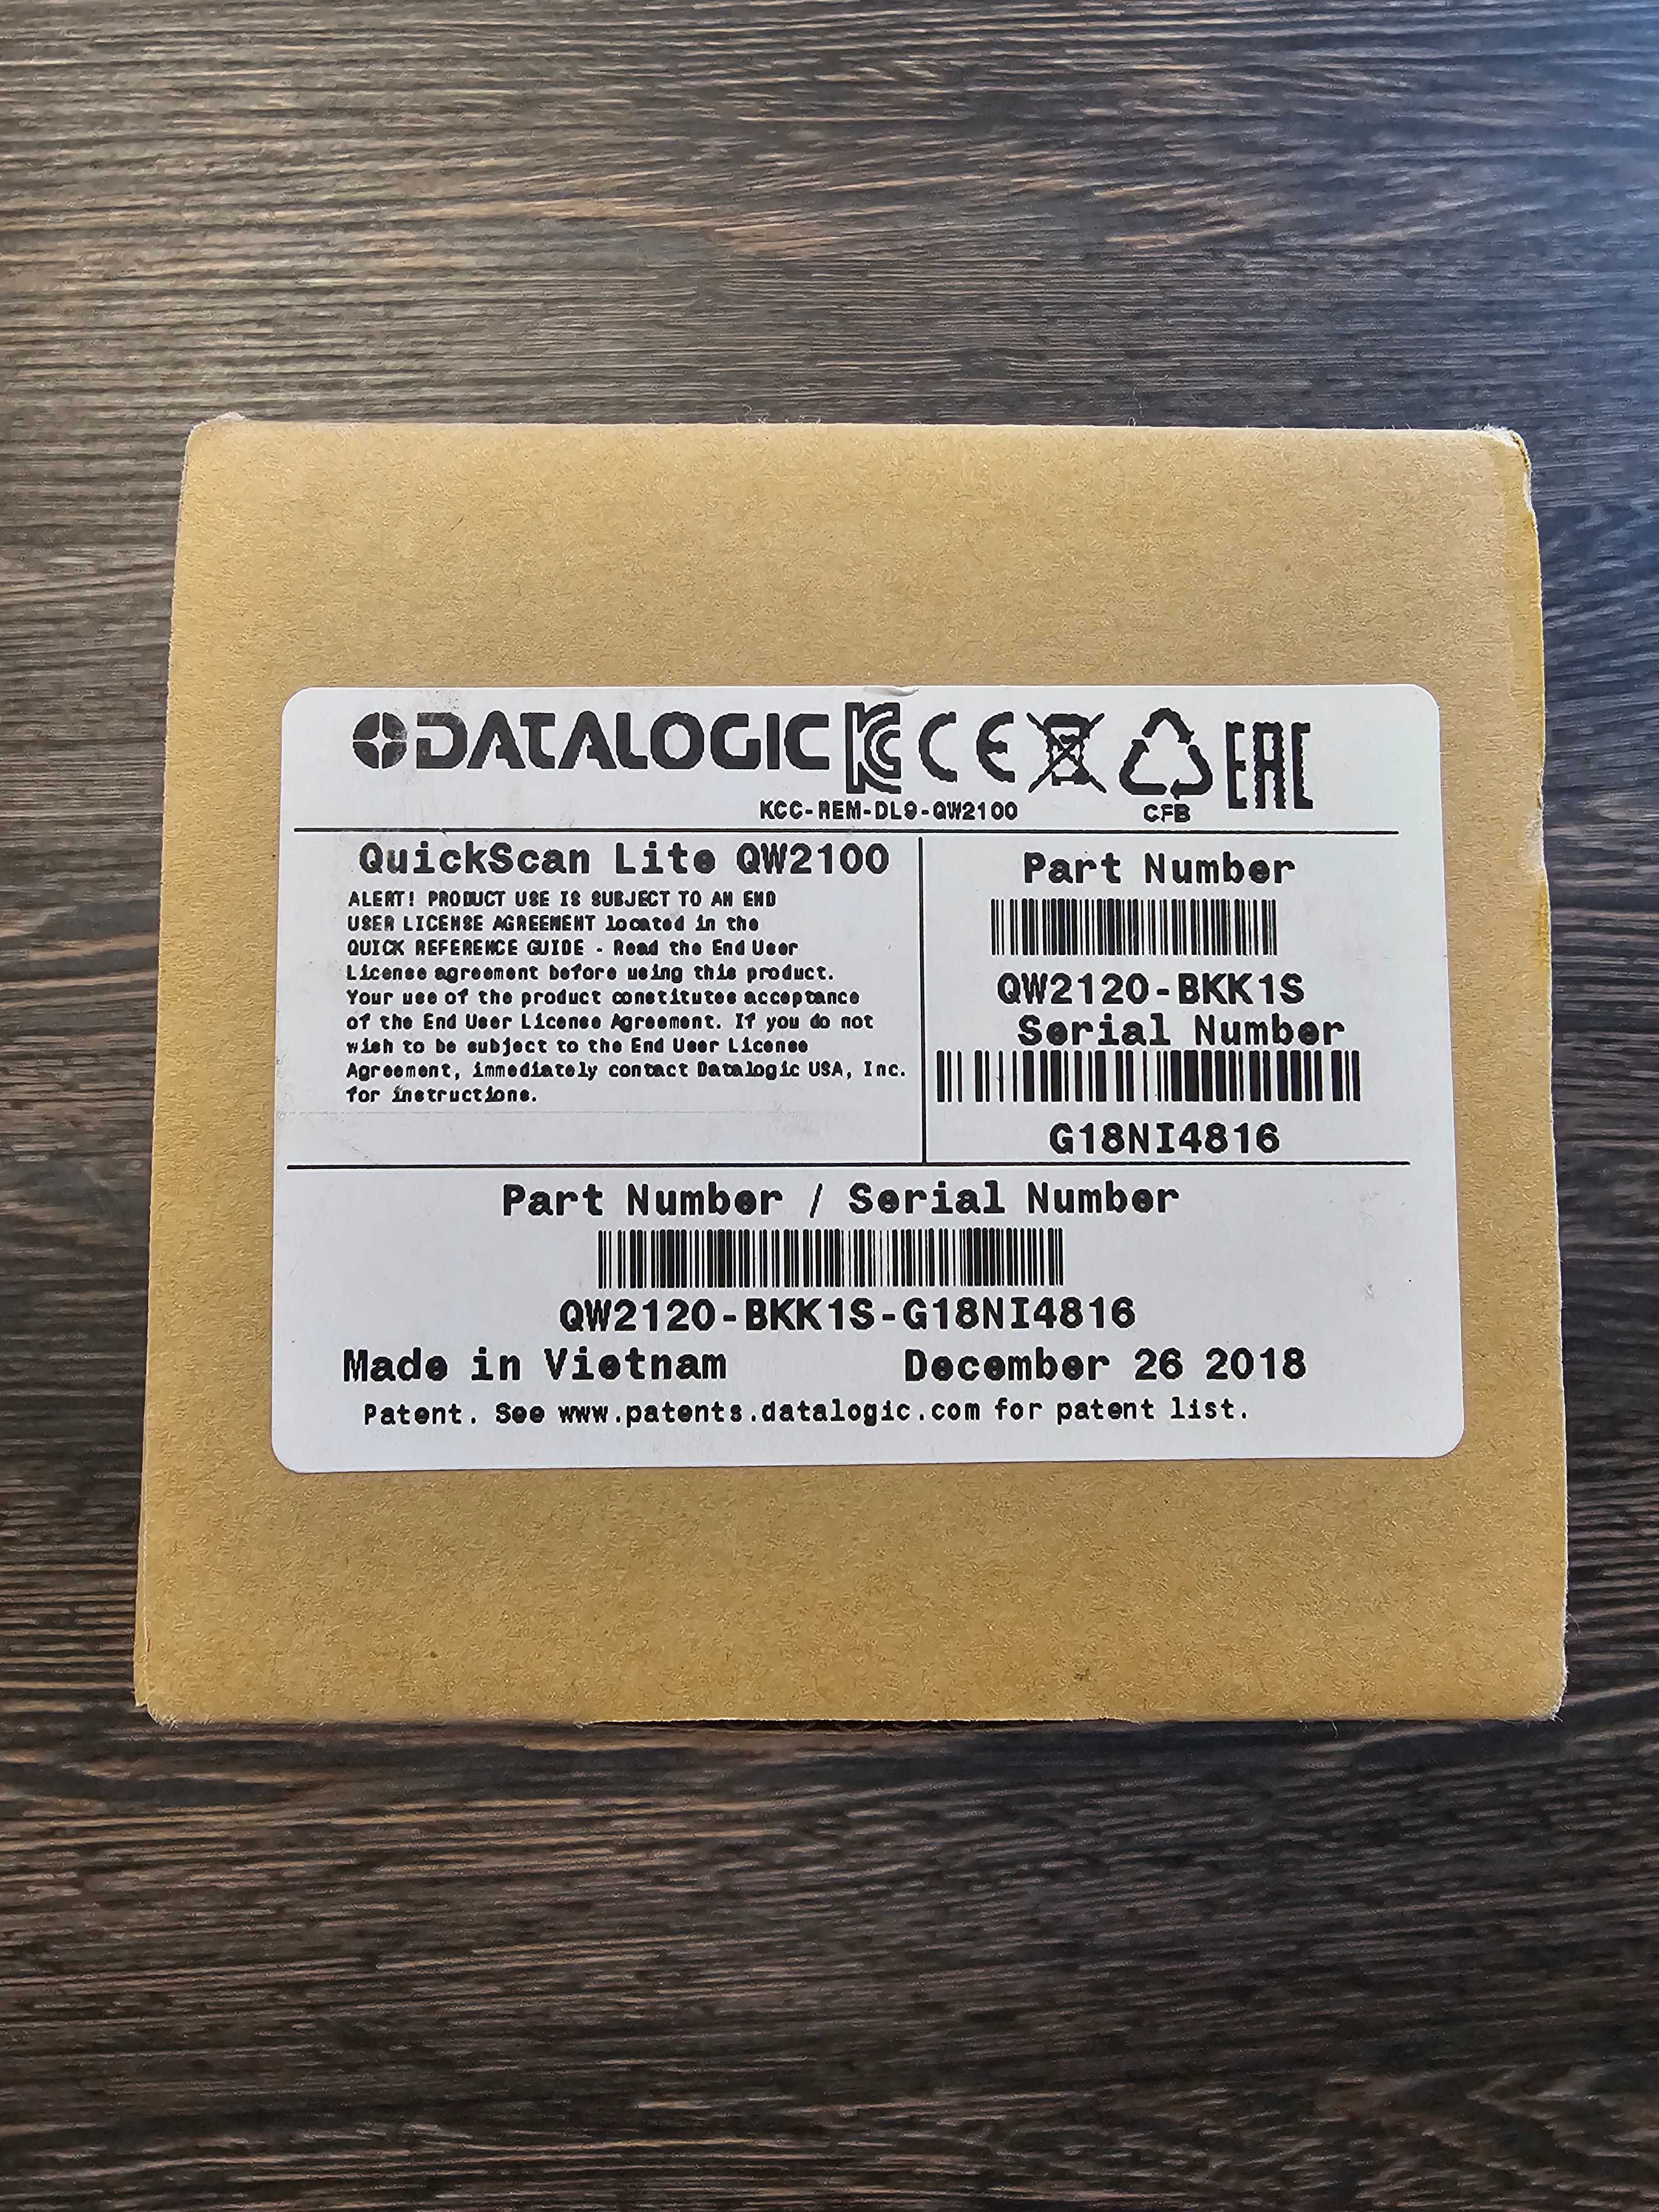 DATALOGIC KC CE EAC
KCC-REM-DL9-QW2100 CFB
QuickScan Lite QW2100
ALERT! PRODUCT USE IS SUBJECT TO AN END
USER LICENSE AGREEMENT located in the
QUICK REFERENCE GUIDE - Read the End User
License agreement before using this product.
Your use of the product constitutes acceptance
of the End User License Agreement. If you do not
wish to be subject to the End User License
Agreement, immediately contact Datalogic USA, Inc.
for instructions.
Part Number
QW2120-BKK1S
Serial Number
G18NI4816
Part Number / Serial Number
QW2120-BKK1S-G18NI4816
Made in Vietnam December 26 2018
Patent. See www.patents.datalogic.com for patent list.